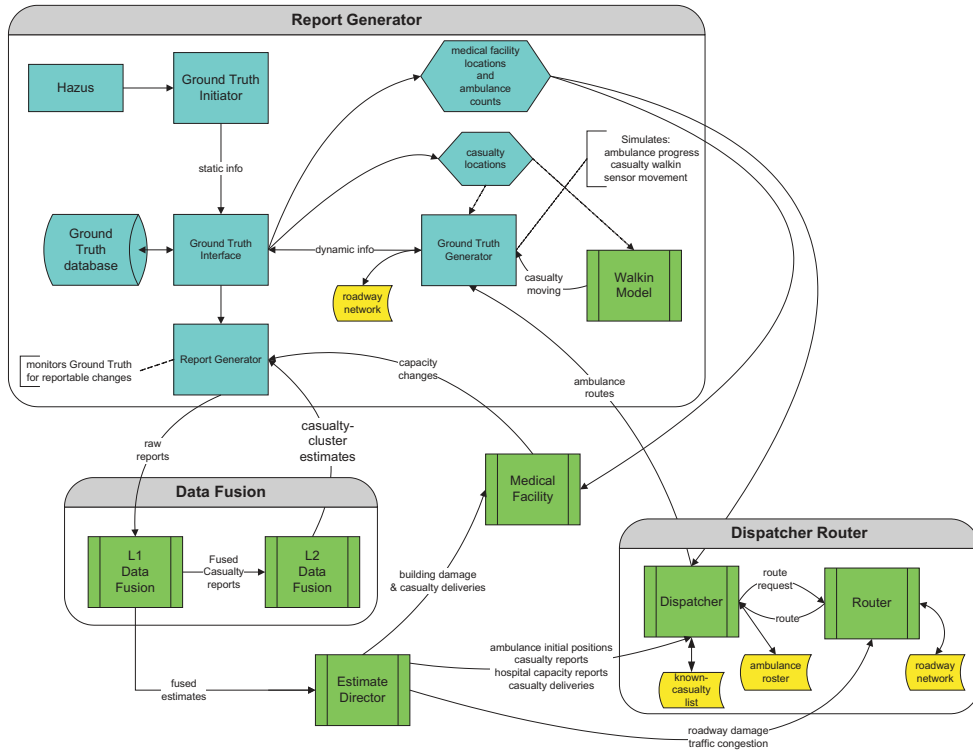 Report Generator
Hazus
Ground Truth
Initiator
medical facility
locations
and
ambulance
counts
Simulates:
ambulance progress
casualty walkin
sensor movement
casualty
locations
static info
Ground
Truth
database
Ground Truth
Interface
dynamic info
Ground Truth
Generator
casualty
moving
Walkin
Model
roadway
network
monitors Ground Truth
for reportable changes
Report Generator
capacity
changes
ambulance
routes
casualty-
cluster
estimates
raw
reports
Data Fusion
L1
Data
Fusion
Fused
Casualty
reports
L2
Data
Fusion
Medical
Facility
building damage
& casualty deliveries
Dispatcher Router
Dispatcher
route
request
route
Router
known-
casualty
list
ambulance
roster
roadway
network
fused
estimates
Estimate
Director
ambulance initial positions
casualty reports
hospital capacity reports
casualty deliveries
roadway damage
traffic congestion